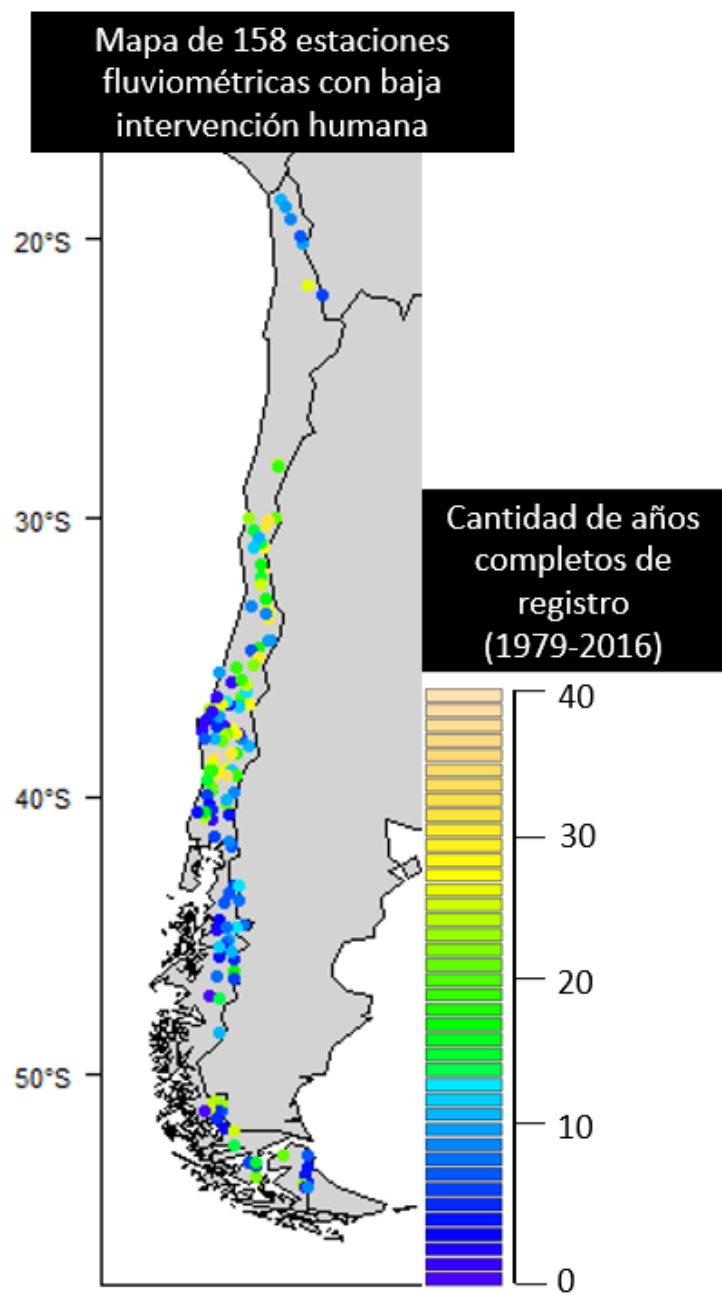 Mapa de 158 estaciones
fluviométricas con baja
intervención humana
20°S
30°S
40°S
50°S
Cantidad de años
completos de
registro
(1979-2016)
40
30
20
10
0